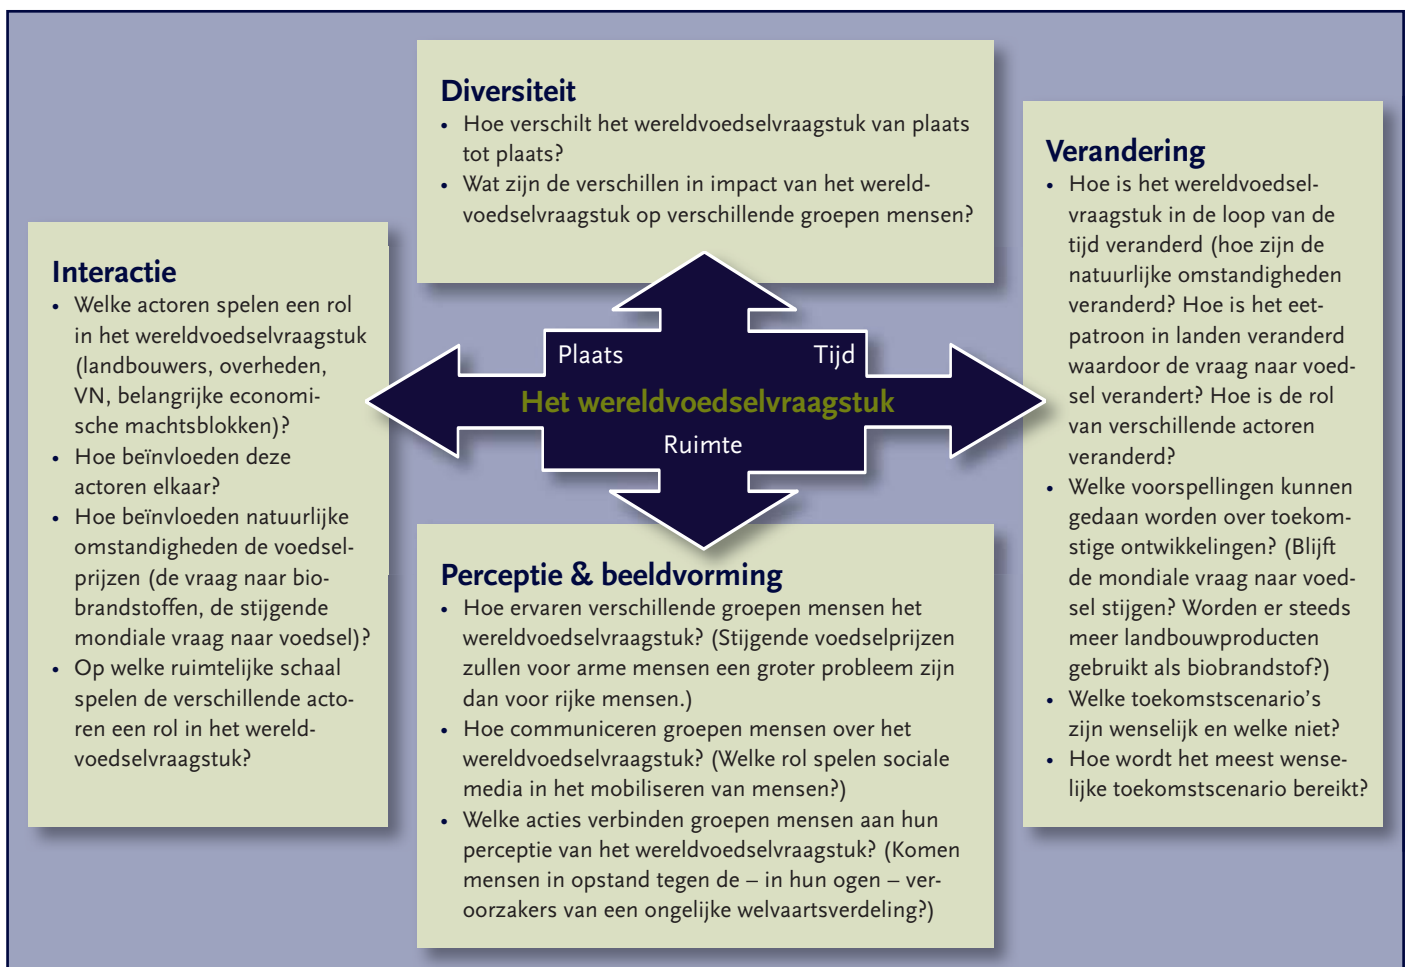 Diversiteit
• Hoe verschilt het wereldvoedselvraagstuk van plaats
tot plaats?
• Wat zijn de verschillen in impact van het wereld-
voedselvraagstuk op verschillende groepen mensen?
Interactie
• Welke actoren spelen een rol
in het wereldvoedselvraagstuk
(landbouwers, overheden,
VN, belangrijke economi-
sche machtsblokken)?
• Hoe beïnvloeden deze
actoren elkaar?
• Hoe beïnvloeden natuurlijke
omstandigheden de voedsel-
prijzen (de vraag naar bio-
brandstoffen, de stijgende
mondiale vraag naar voedsel)?
• Op welke ruimtelijke schaal
spelen de verschillende acto-
ren een rol in het wereld-
voedselvraagstuk?
Plaats
Tijd
Het wereldvoedselvraagstuk
Ruimte
Verandering
• Hoe is het wereldvoedsel-
vraagstuk in de loop van de
tijd veranderd (hoe zijn de
natuurlijke omstandigheden
veranderd? Hoe is het eet-
patroon in landen veranderd
waardoor de vraag naar voed-
sel verandert? Hoe is de rol
van verschillende actoren
veranderd?
• Welke voorspellingen kunnen
gedaan worden over toekom-
stige ontwikkelingen? (Blijft
de mondiale vraag naar voed-
sel stijgen? Worden er steeds
meer landbouwproducten
gebruikt als biobrandstof?)
• Welke toekomstscenario's
zijn wenselijk en welke niet?
• Hoe wordt het meest wense-
lijke toekomstscenario bereikt?
Perceptie & beeldvorming
• Hoe ervaren verschillende groepen mensen het
wereldvoedselvraagstuk? (Stijgende voedselprijzen
zullen voor arme mensen een groter probleem zijn
dan voor rijke mensen.)
• Hoe communiceren groepen mensen over het
wereldvoedselvraagstuk? (Welke rol spelen sociale
media in het mobiliseren van mensen?)
• Welke acties verbinden groepen mensen aan hun
perceptie van het wereldvoedselvraagstuk? (Komen
mensen in opstand tegen de – in hun ogen – ver-
oorzakers van een ongelijke welvaartsverdeling?)